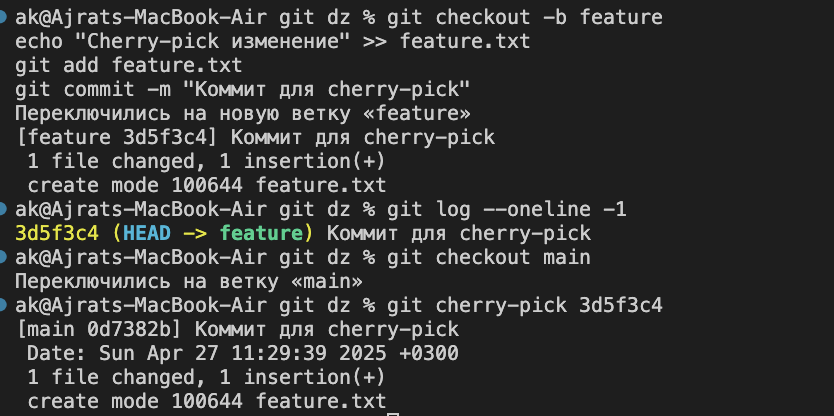 ak@Ajrats-MacBook-Air git dz % git checkout -b feature
echo "Cherry-pick изменение" >> feature.txt
git add feature.txt
git commit -m "Коммит для cherry-pick"
Переключились на новую ветку «feature»
[feature 3d5f3c4] Коммит для cherry-pick
 1 file changed, 1 insertion(+)
 create mode 100644 feature.txt
ak@Ajrats-MacBook-Air git dz % git log --oneline -1
3d5f3c4 (HEAD -> feature) Коммит для cherry-pick
ak@Ajrats-MacBook-Air git dz % git checkout main
Переключились на ветку «main»
ak@Ajrats-MacBook-Air git dz % git cherry-pick 3d5f3c4
[main 0d7382b] Коммит для cherry-pick
 Date: Sun Apr 27 11:29:39 2025 +0300
 1 file changed, 1 insertion(+)
 create mode 100644 feature.txt